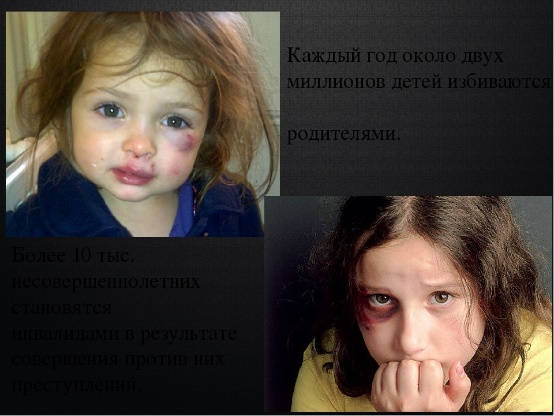 Каждый год около двух
миллионов детей избиваются
родителями.
Более 10 тыс.
несовершеннолетних
становятся
инвалидами в результате
совершения против них
преступлений.